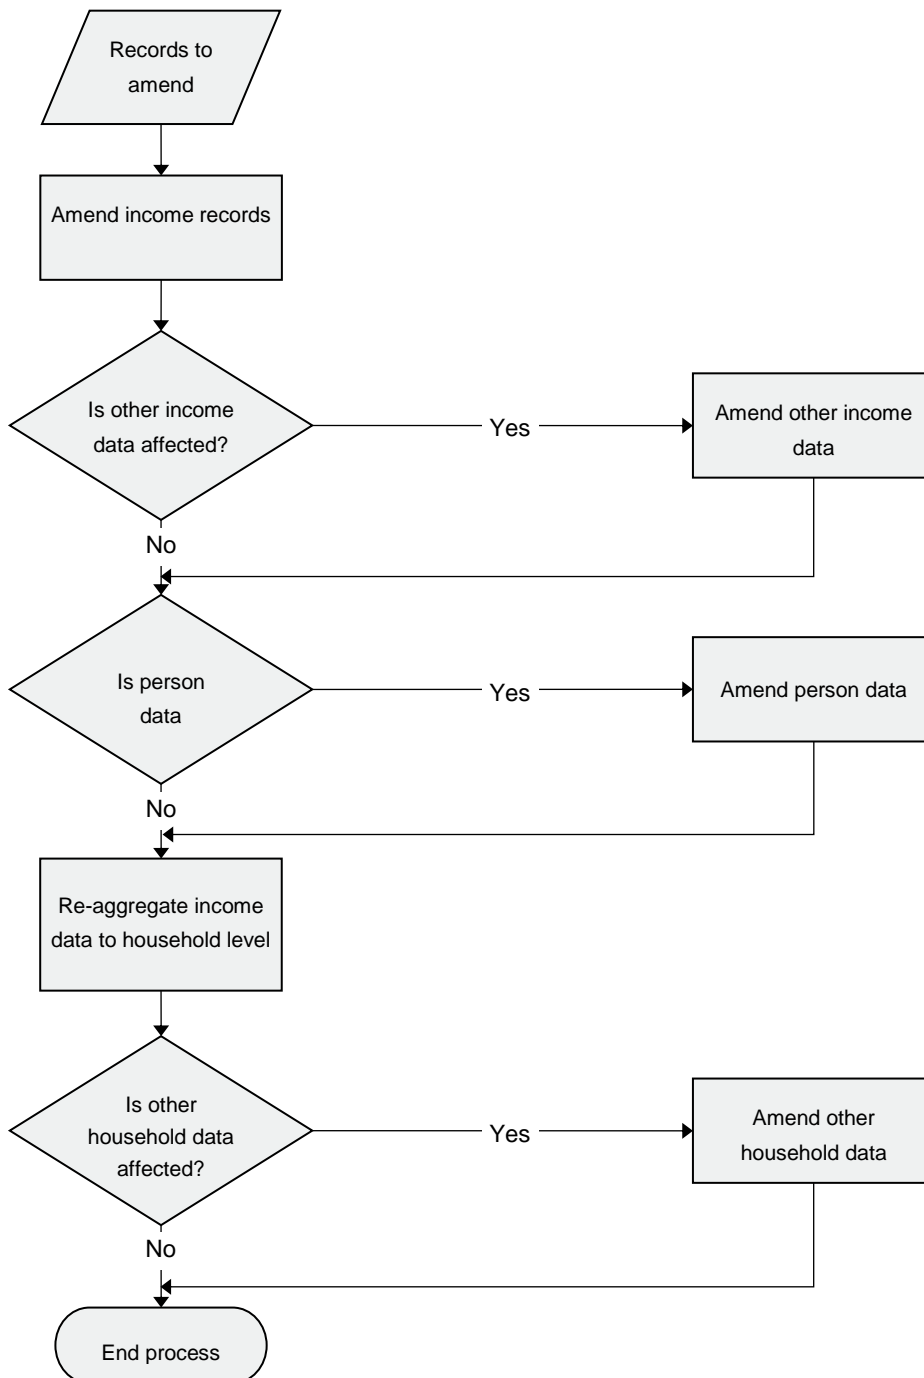 Records to
amend
Amend income records
Is other income
data affected?
Yes
Amend other income
data
No
Is person
data
Yes
Amend person data
No
Re-aggregate income
data to household level
Is other
household data
affected?
Yes
Amend other
household data
No
End process